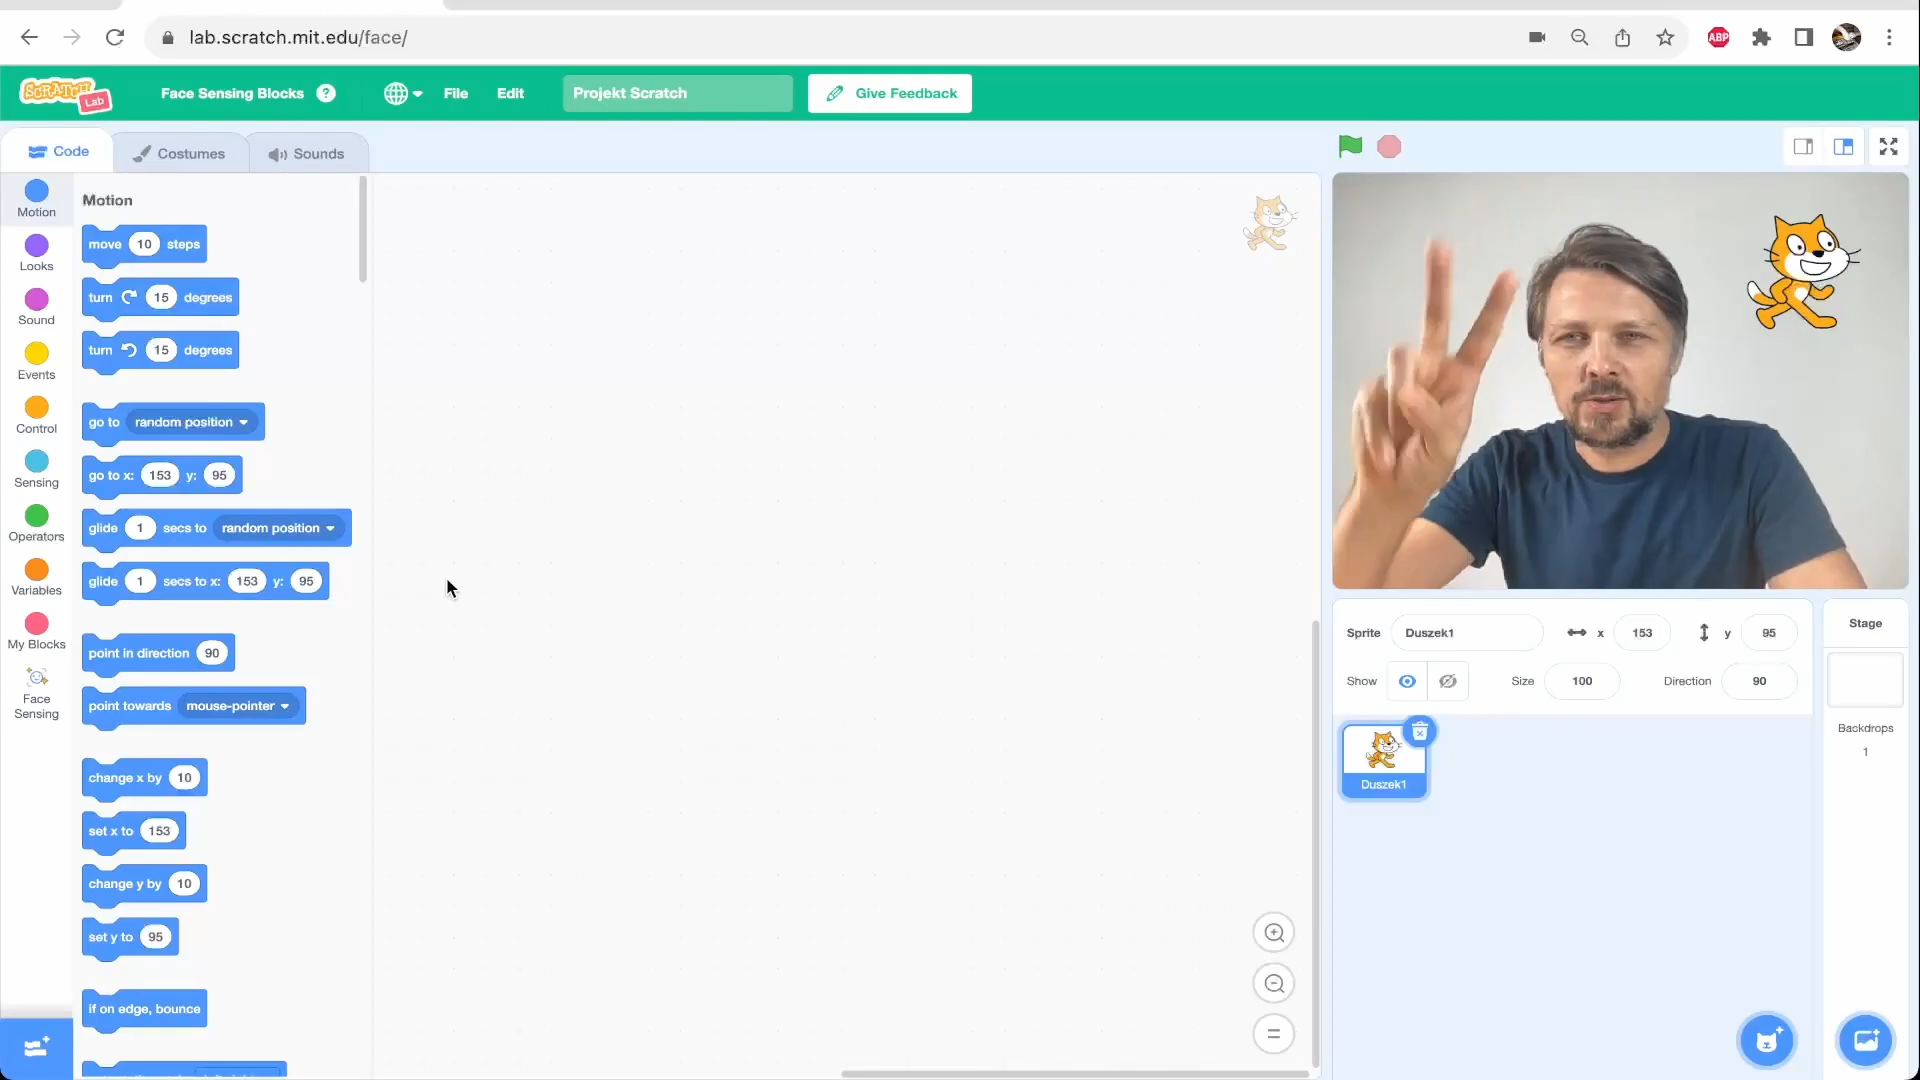 lab.scratch.mit.edu/face/
ABP
SCRATCH
Lab
Face Sensing Blocks ?
File
Edit
Projekt Scratch
Give Feedback
Code
Costumes
Sounds
Motion
Looks
Sound
Events
Control
Sensing
Operators
Variables
My Blocks
Face
Sensing
Motion
move 10 steps
turn 15 degrees
turn 15 degrees
go to random position
go to x: 153 y: 95
glide 1 secs to random position
glide 1 secs to x: 153 y: 95
point in direction 90
point towards mouse-pointer
change x by 10
set x to 153
change y by 10
set y to 95
if on edge, bounce
Sprite Duszek1 x 153 y 95
Show Size 100 Direction 90
Duszek1
Stage
Backdrops
1